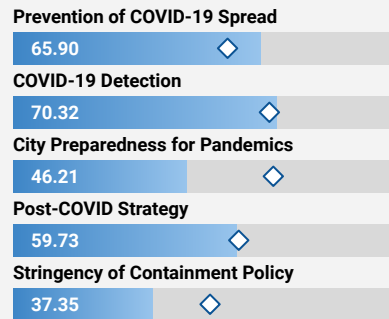 Prevention of COVID-19 Spread
65.90
COVID-19 Detection
70.32
City Preparedness for Pandemics
46.21
Post-COVID Strategy
59.73
Stringency of Containment Policy
37.35